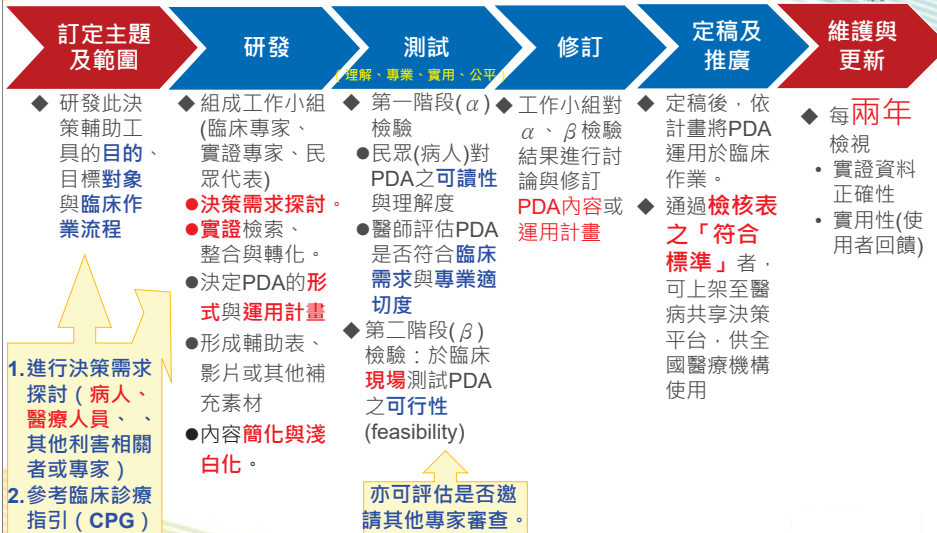 訂定主題
及範圍
研發
測試
(理解、專業、實用、公平)
修訂
定稿及
推廣
維護與
更新
◆ 研發此決
策輔助工
具的目的、
目標對象
與臨床作
業流程
1.進行決策需求
探討（病人、
醫療人員、、
其他利害相關
者或專家）
2.參考臨床診療
指引（CPG）
◆組成工作小組
(臨床專家、
實證專家、民
眾代表)
●決策需求探討。
●實證檢索、
整合與轉化。
●決定PDA的形
式與運用計畫
●形成輔助表、
影片或其他補
充素材
●內容簡化與淺
白化。
◆ 第一階段(α)
檢驗
●民眾(病人)對
PDA之可讀性
與理解度
●醫師評估PDA
是否符合臨床
需求與專業適
切度
◆ 第二階段(β)
檢驗：於臨床
現場測試PDA
之可行性
(feasibility)
亦可評估是否邀
請其他專家審查。
◆工作小組對
α、β檢驗
結果進行討
論與修訂
PDA內容或
運用計畫
◆ 定稿後，依
計畫將PDA
運用於臨床
作業。
◆ 通過檢核表
之「符合
標準」者，
可上架至醫
病共享決策
平台，供全
國醫療機構
使用
◆ 每兩年
檢視
• 實證資料
正確性
• 實用性(使
用者回饋)